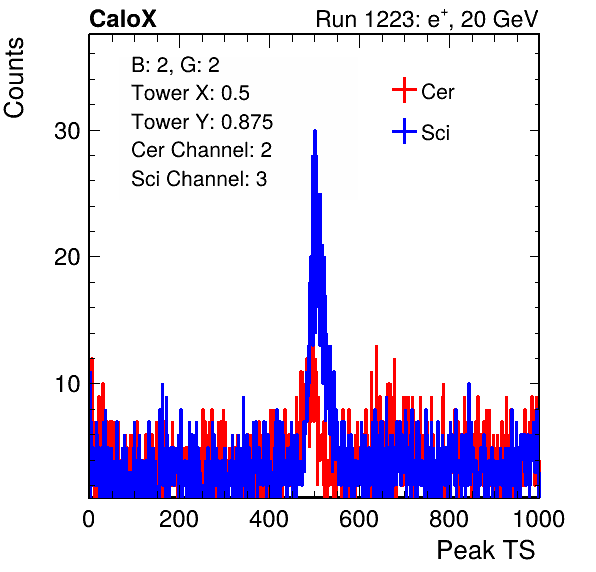 CaloX
Run 1223: e+, 20 GeV
Counts
B: 2, G: 2
Tower X: 0.5
Tower Y: 0.875
Cer Channel: 2
Sci Channel: 3
Cer
Sci
30
20
10
0 200 400 600 800 1000
Peak TS